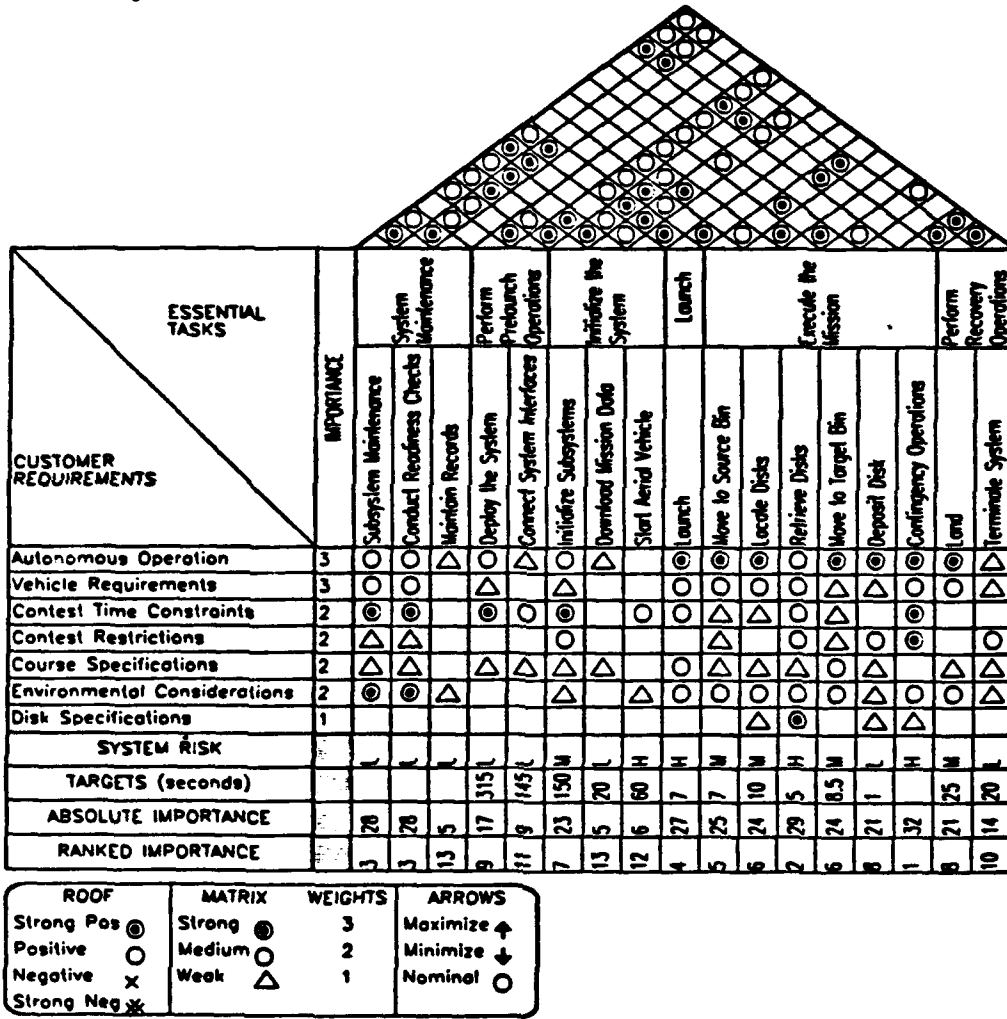 ESSENTIAL
TASKS
CUSTOMER
REQUIREMENTS
IMPORTANCE
System
Maintenance
Perform
Prelaunch
Operations
Initialize the
System
Launch
Execute the
Mission
Perform
Recovery
Operations
Subsystem Maintenance
Conduct Readiness Checks
Maintain Records
Deploy the System
Connect System Interfaces
Initialize Subsystems
Download Mission Data
Start Aerial Vehicle
Launch
Move to Source Bin
Locate Disks
Retrieve Disks
Move to Target Bin
Deposit Disk
Contingency Operations
Land
Terminate System
Autonomous Operation 3
Vehicle Requirements 3
Contest Time Constraints 2
Contest Restrictions 2
Course Specifications 2
Environmental Considerations 2
Disk Specifications 1
SYSTEM RISK L L L L L M L H H M M H M L H M L
TARGETS (seconds) 315 145 150 20 60 7 7 10 5 8.5 1 25 20
ABSOLUTE IMPORTANCE 28 28 5 17 9 23 5 6 27 25 24 29 24 21 32 21 14
RANKED IMPORTANCE 3 3 13 9 11 7 13 12 4 5 6 2 6 8 1 8 10
ROOF
Strong Pos
Positive
Negative
Strong Neg
MATRIX WEIGHTS
Strong 3
Medium 2
Weak 1
ARROWS
Maximize
Minimize
Nominal